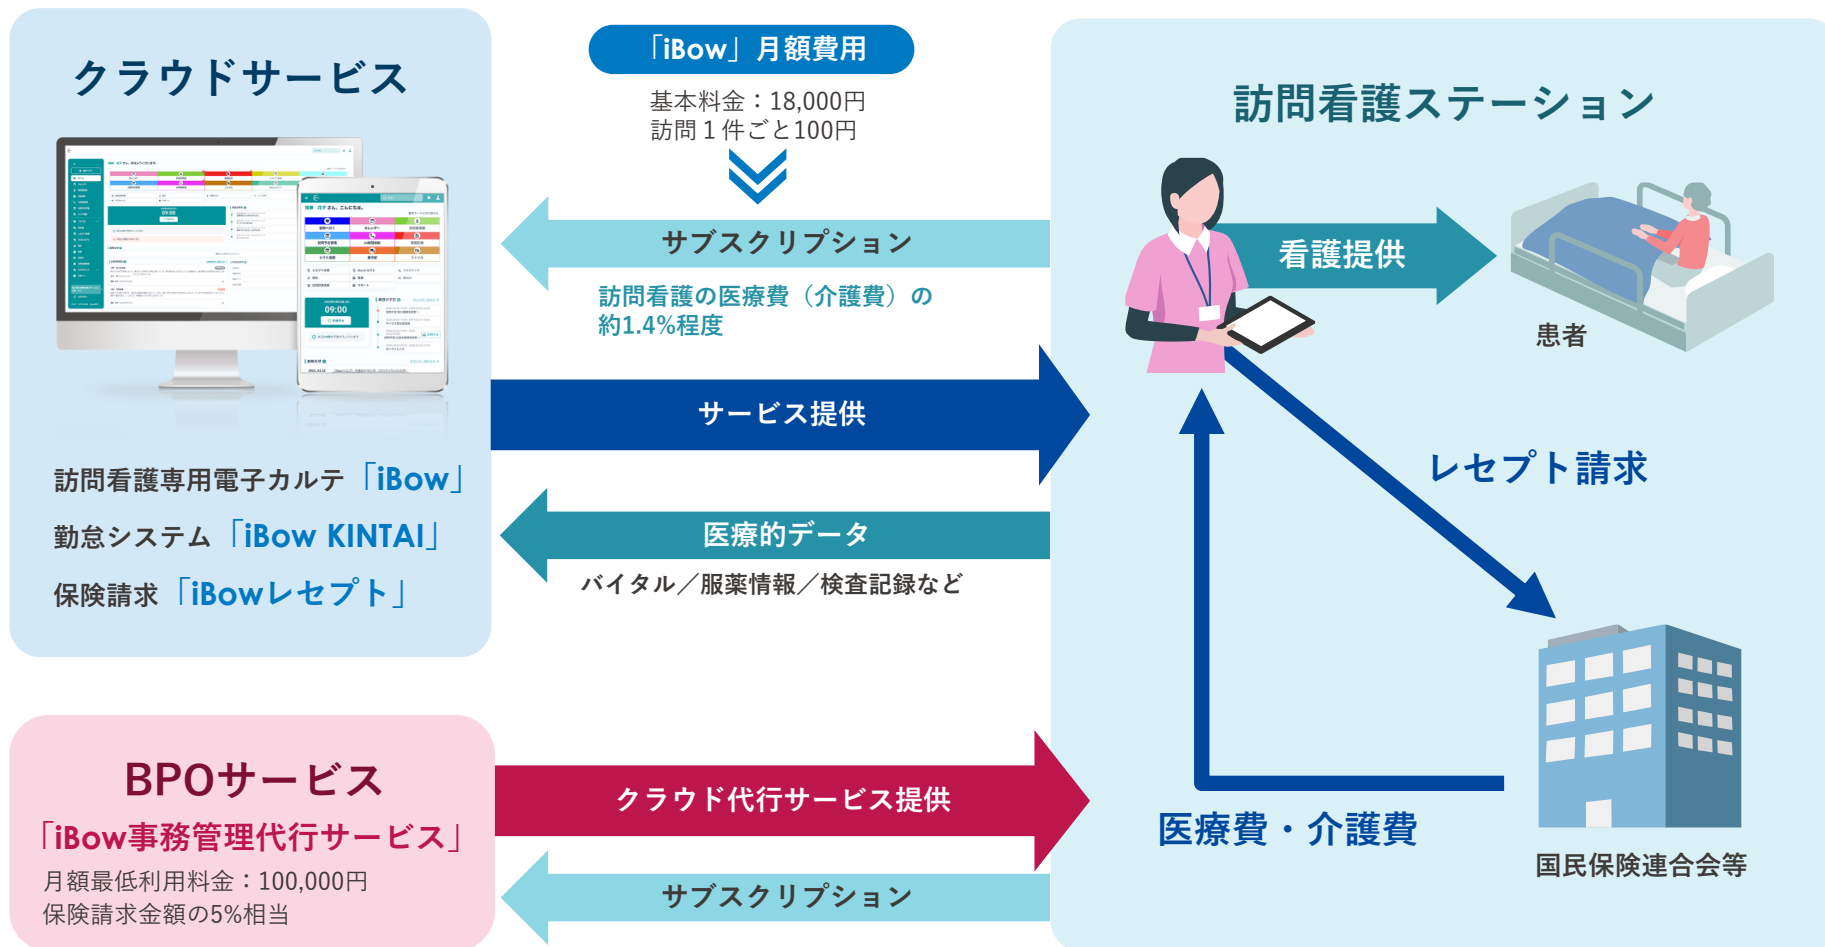 クラウドサービス
訪問看護専用電子カルテ「iBow」
勤怠システム「iBow KINTAI」
保険請求「iBowレセプト」
「iBow」月額費用
基本料金：18,000円
訪問１件ごと100円
サブスクリプション
訪問看護の医療費（介護費）の
約1.4%程度
サービス提供
医療的データ
バイタル／服薬情報／検査記録など
訪問看護ステーション
看護提供
患者
レセプト請求
医療費・介護費
国民保険連合会等
BPOサービス
「iBow事務管理代行サービス」
月額最低利用料金：100,000円
保険請求金額の5%相当
クラウド代行サービス提供
サブスクリプション
09:00
09:00